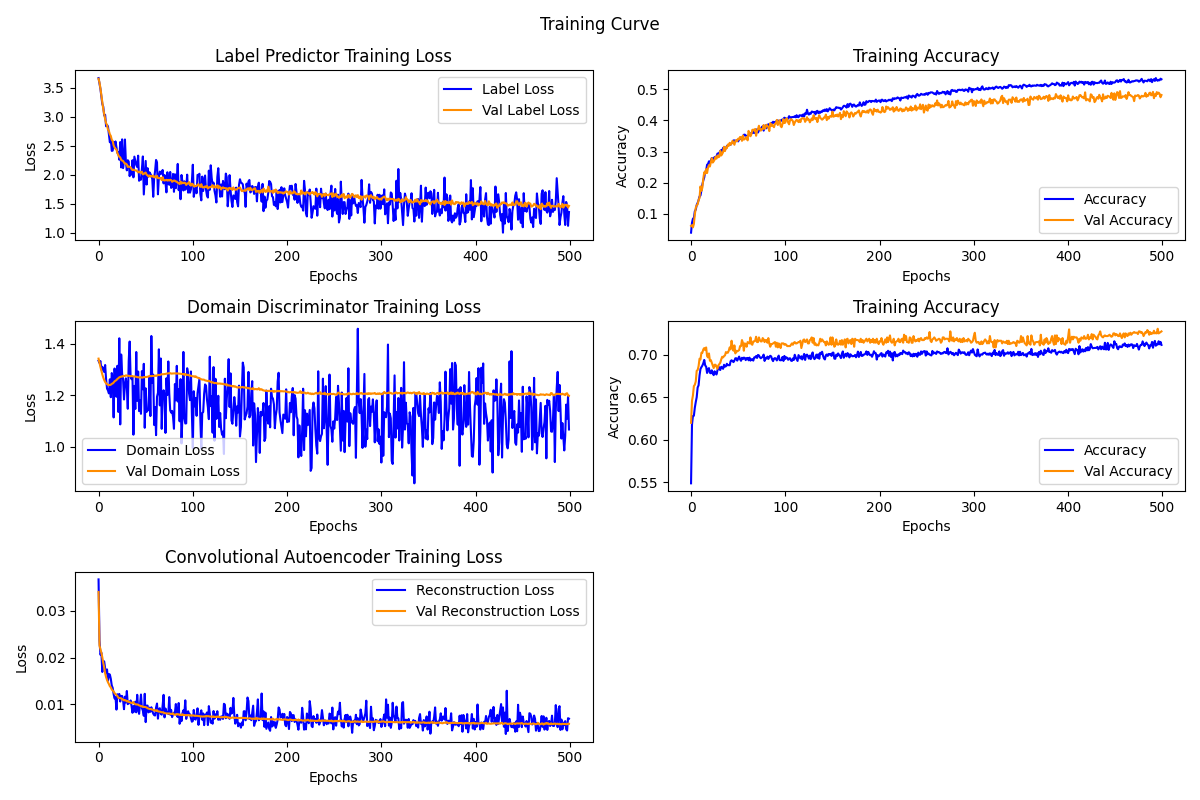 Training Curve
Label Predictor Training Loss
Loss
3.5
3.0
2.5
2.0
1.5
1.0
0 100 200 300 400 500
Epochs
Label Loss
Val Label Loss
Training Accuracy
Accuracy
0.5
0.4
0.3
0.2
0.1
0 100 200 300 400 500
Epochs
Accuracy
Val Accuracy
Domain Discriminator Training Loss
Loss
1.4
1.2
1.0
0 100 200 300 400 500
Epochs
Domain Loss
Val Domain Loss
Training Accuracy
Accuracy
0.70
0.65
0.60
0.55
0 100 200 300 400 500
Epochs
Accuracy
Val Accuracy
Convolutional Autoencoder Training Loss
Loss
0.03
0.02
0.01
0 100 200 300 400 500
Epochs
Reconstruction Loss
Val Reconstruction Loss